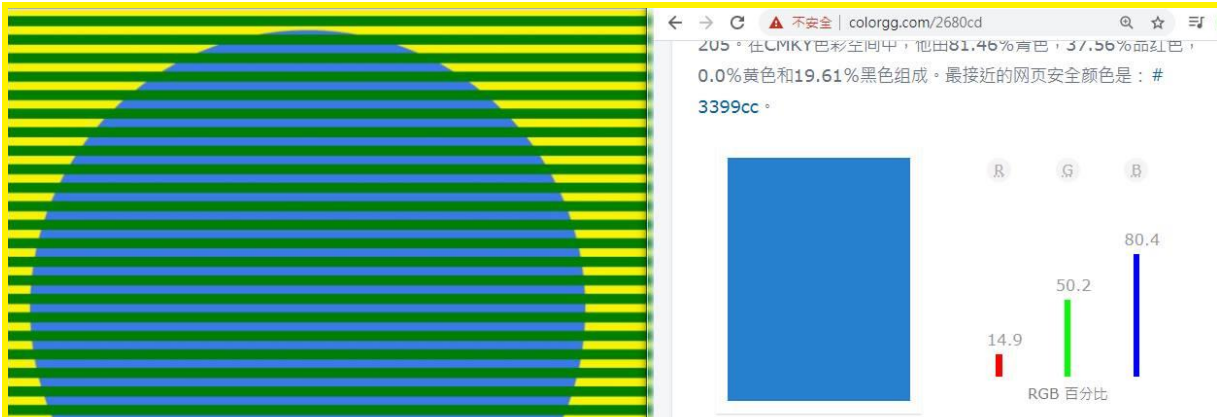 不安全 | colorgg.com/2680cd
205。在CMKY色彩空间中，他由81.46%青色，37.56%品红色，
0.0%黄色和19.61%黑色组成。最接近的网页安全颜色是：#
3399cc。
R G B
80.4
50.2
14.9
RGB 百分比